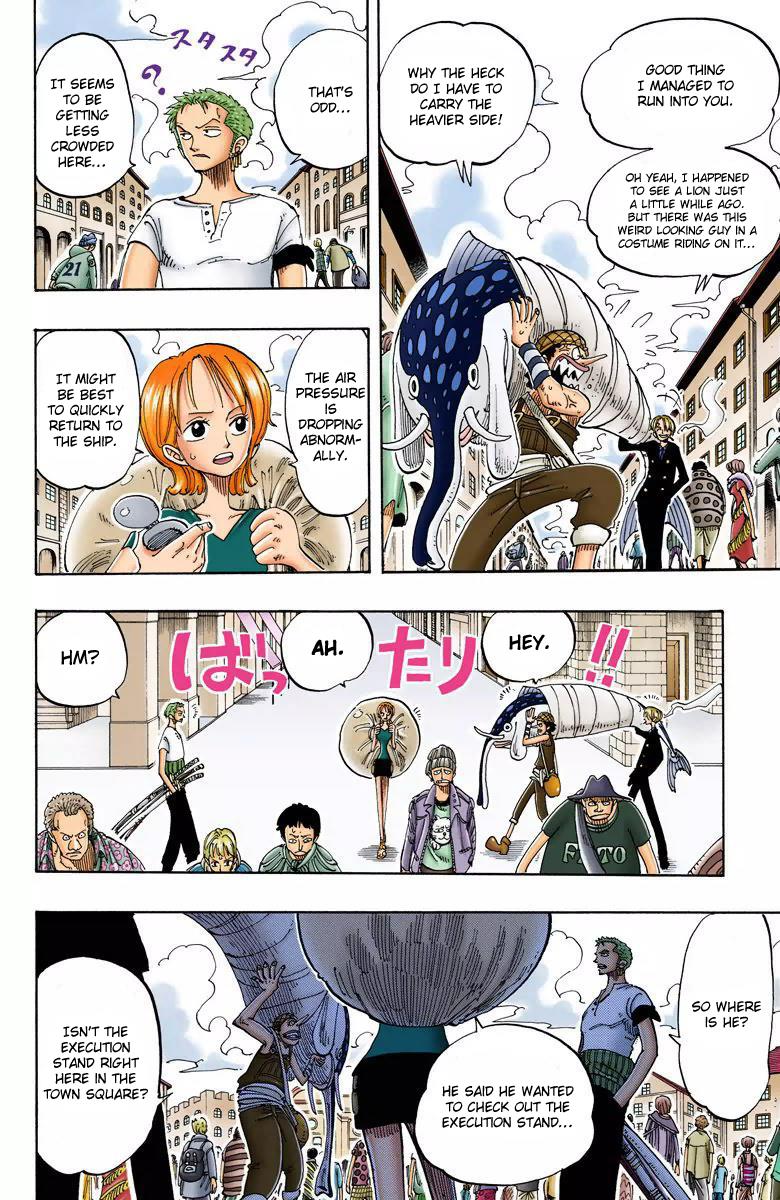 GOOD THING
I MANAGED TO
RUN INTO YOU.
OH YEAH, I HAPPENED
TO SEE A LION JUST
A LITTLE WHILE AGO.
BUT THERE WAS THIS
WEIRD LOOKING GUY IN A
COSTUME RIDING ON IT...
WHY THE HECK
DO I HAVE TO
CARRY THE
HEAVIER SIDE!
THAT'S
ODD...
スタスタ
?
IT SEEMS
TO BE
GETTING
LESS
CROWDED
HERE...
21
THE AIR
PRESSURE
IS
DROPPING
ABNORM-
ALLY.
IT MIGHT
BE BEST
TO QUICKLY
RETURN TO
THE SHIP.
HEY.
AH.
HM?
ばったり!!
SO WHERE
IS HE?
HE SAID HE WANTED
TO CHECK OUT THE
EXECUTION STAND...
ISN'T THE
EXECUTION
STAND RIGHT
HERE IN THE
TOWN SQUARE?